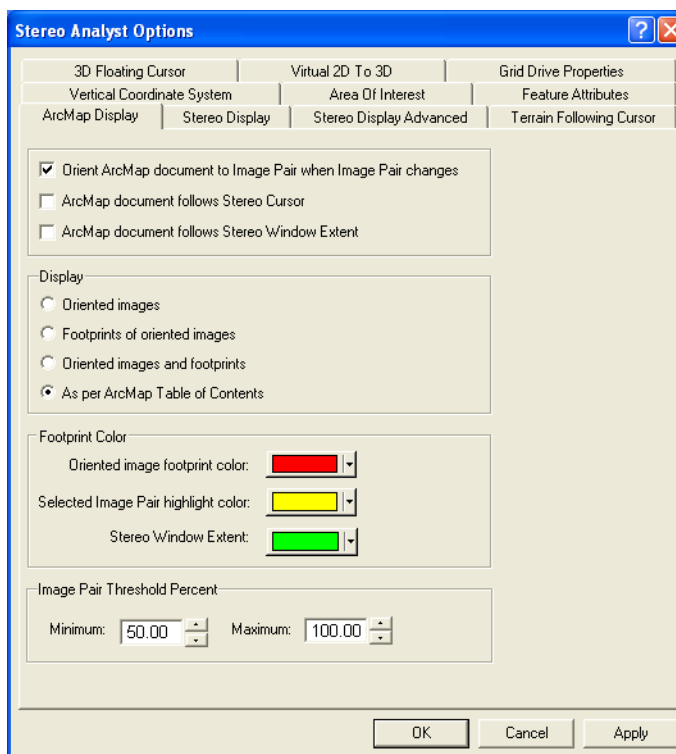 Stereo Analyst Options
3D Floating Cursor Virtual 2D To 3D Grid Drive Properties
Vertical Coordinate System Area Of Interest Feature Attributes
ArcMap Display Stereo Display Stereo Display Advanced Terrain Following Cursor
Orient ArcMap document to Image Pair when Image Pair changes
ArcMap document follows Stereo Cursor
ArcMap document follows Stereo Window Extent
Display
Oriented images
Footprints of oriented images
Oriented images and footprints
As per ArcMap Table of Contents
Footprint Color
Oriented image footprint color:
Selected Image Pair highlight color:
Stereo Window Extent:
Image Pair Threshold Percent
Minimum: 50.00 Maximum: 100.00
OK Cancel Apply